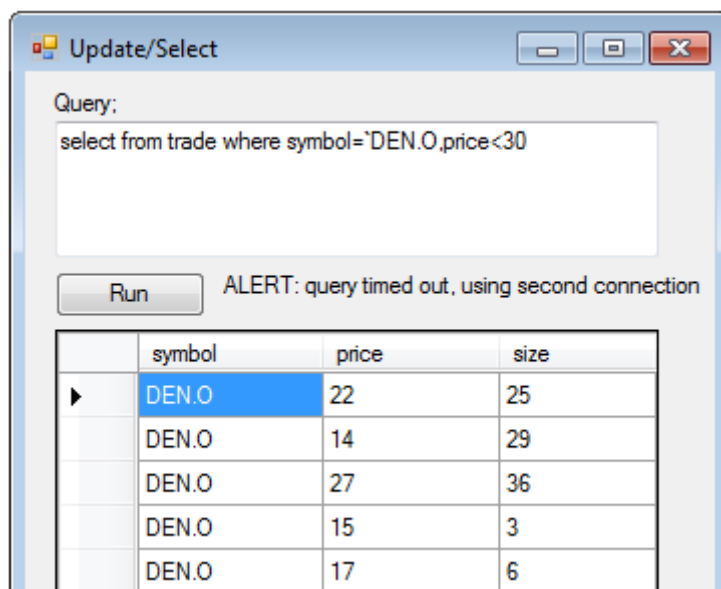 Update/Select
Query;
select from trade where symbol=`DEN.O,price<30
Run ALERT: query timed out, using second connection
symbol price size
DEN.O 22 25
DEN.O 14 29
DEN.O 27 36
DEN.O 15 3
DEN.O 17 6